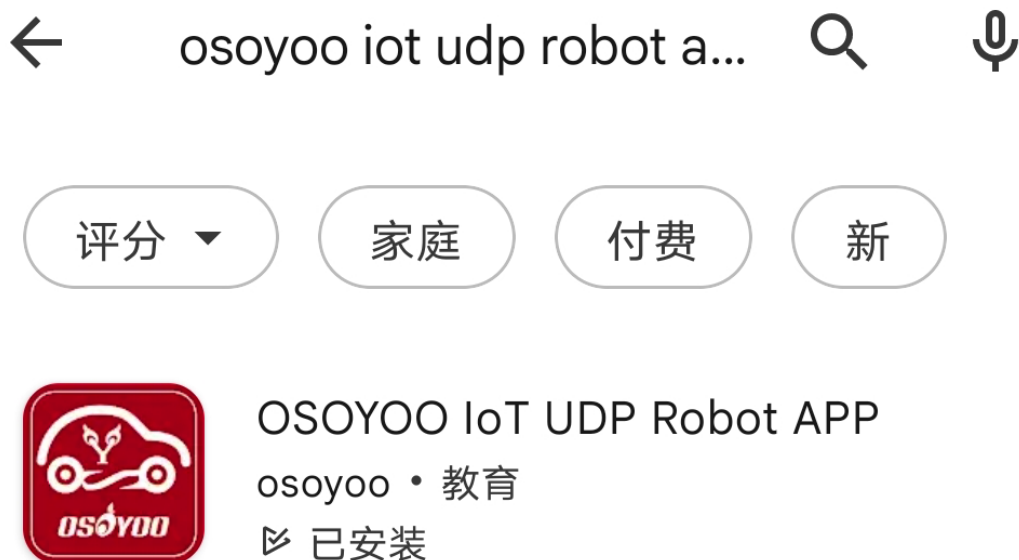 osoyoo iot udp robot a...
评分 家庭 付费 新
OSOYOO IoT UDP Robot APP
osoyoo • 教育
OSOYOO
已安装